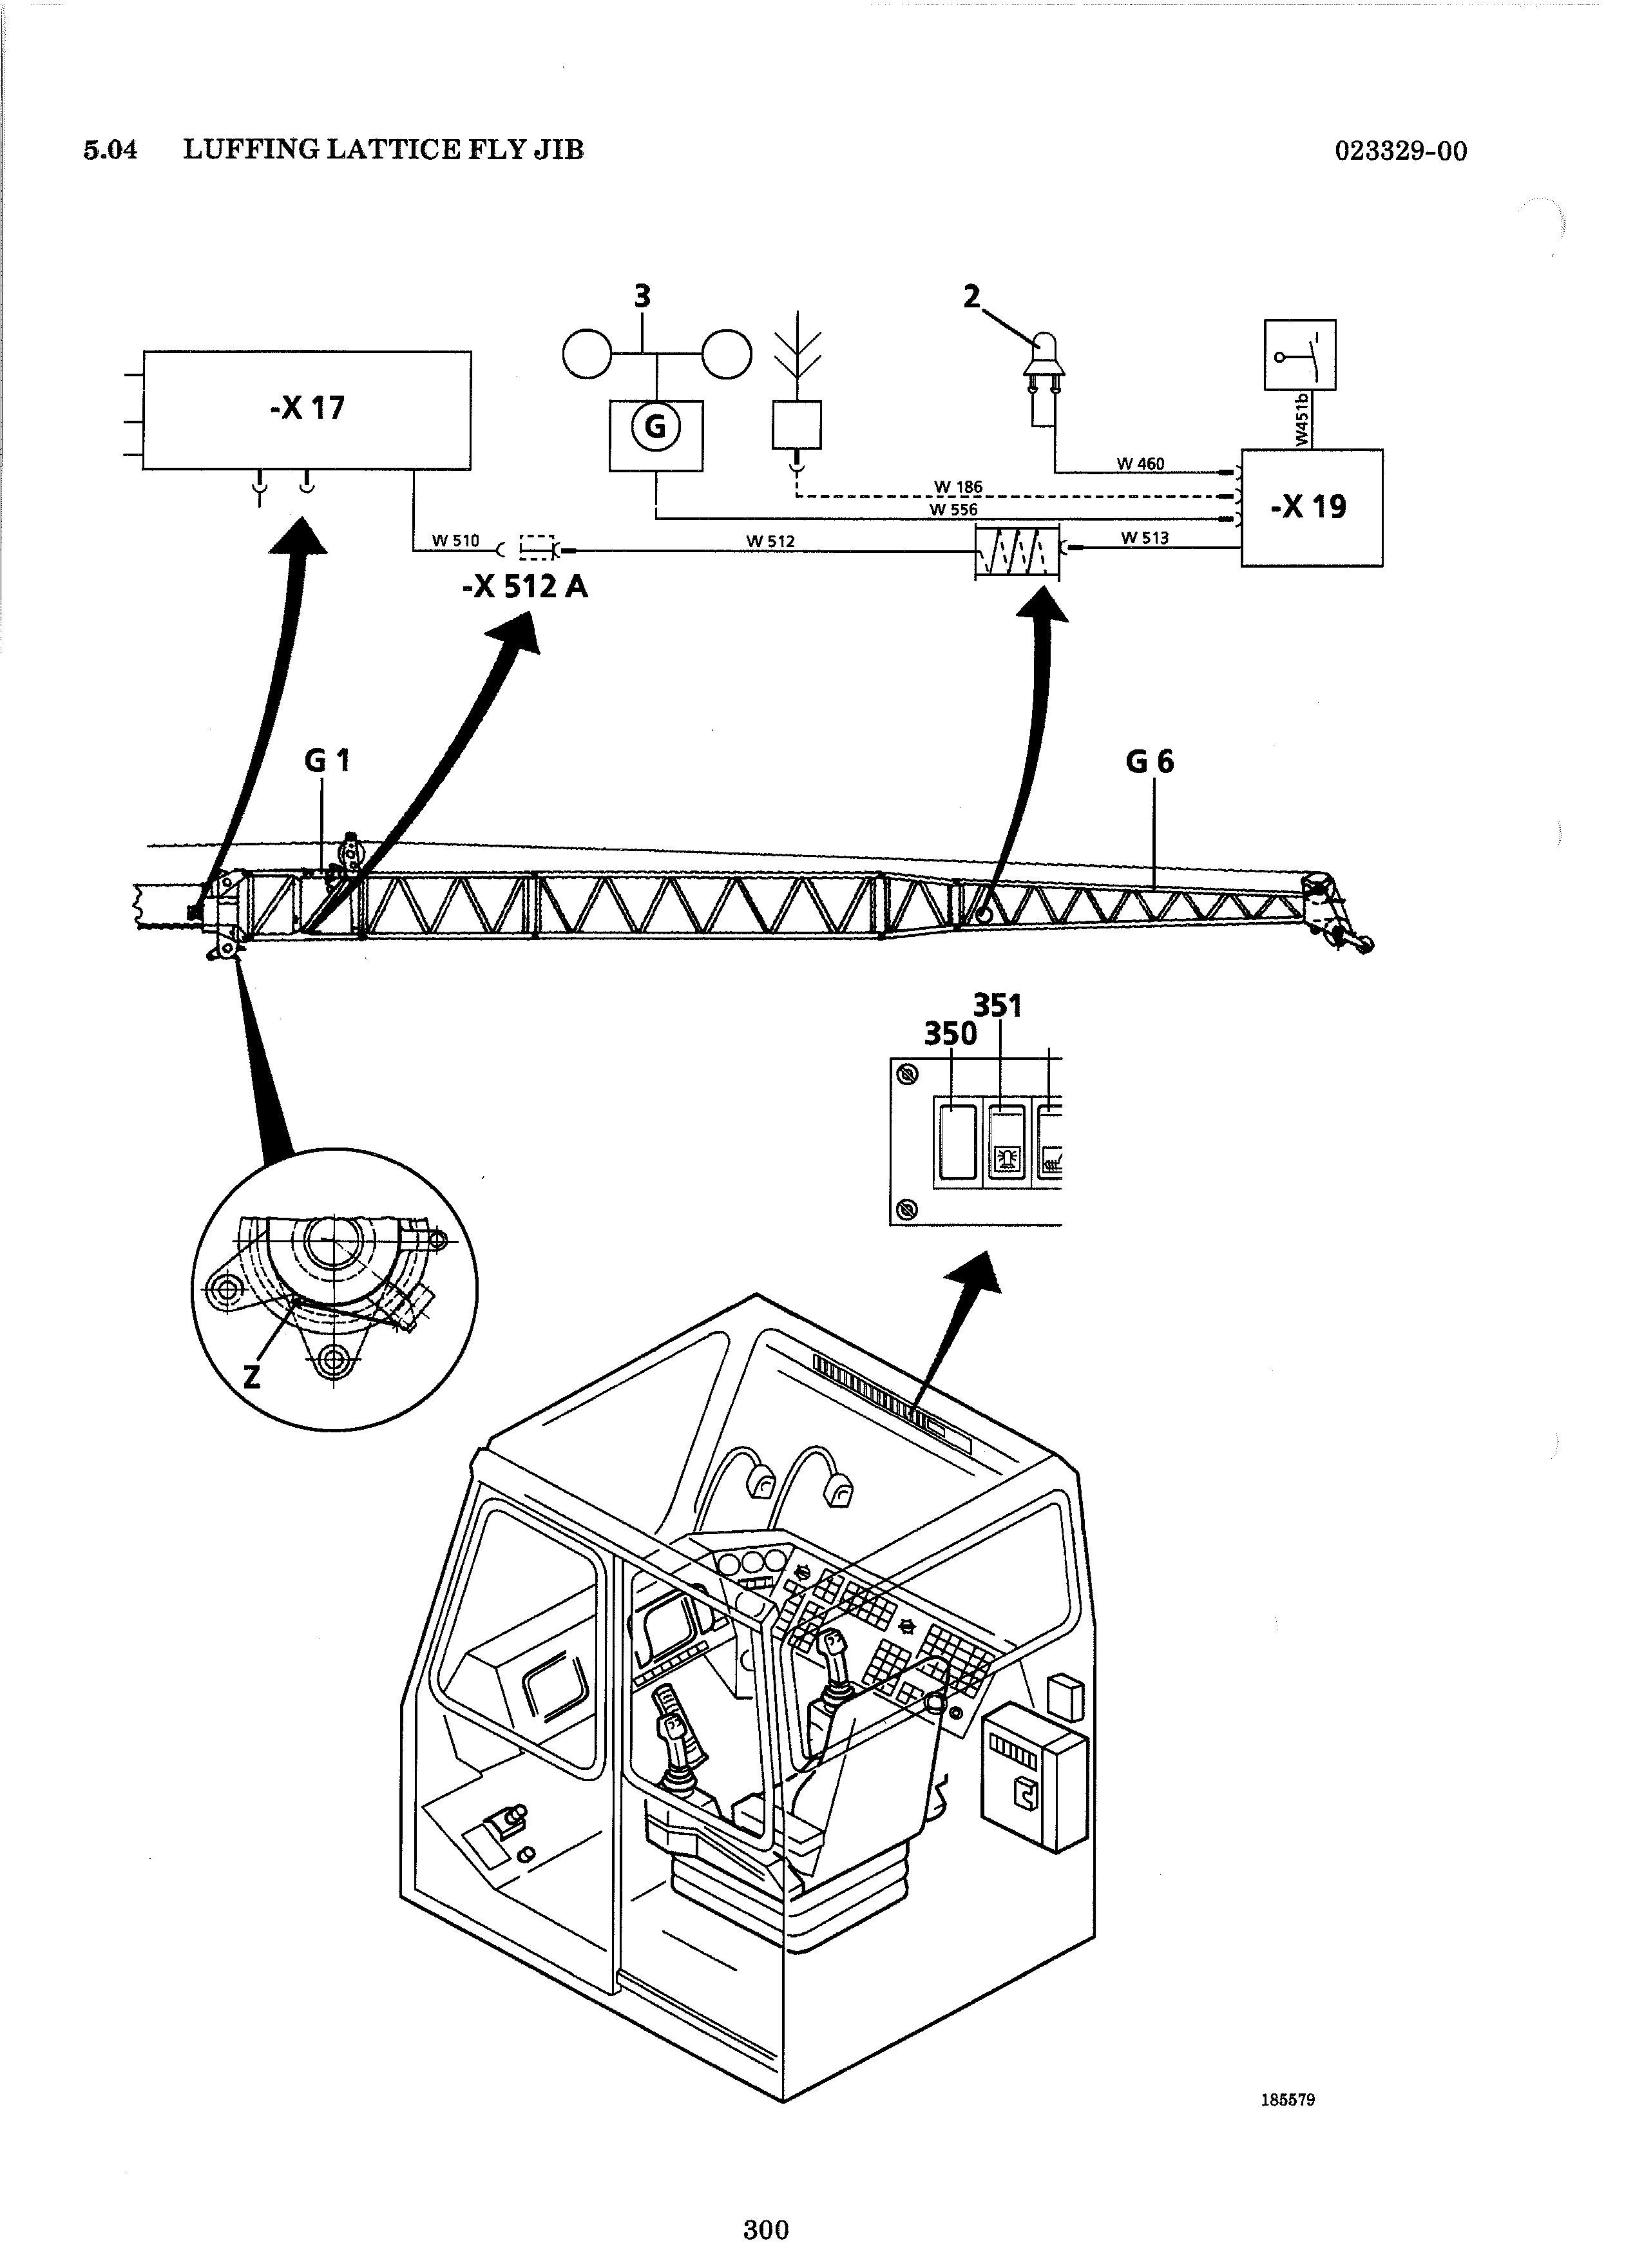 5.04 LUFFING LATTICE FLY JIB 023329-00
3
2
-X 17
G
W451b
W 460
W 186
W 556
-X 19
W 510
W 512
W 513
-X 512 A
G 1
G 6
351
350
Z
185579
300